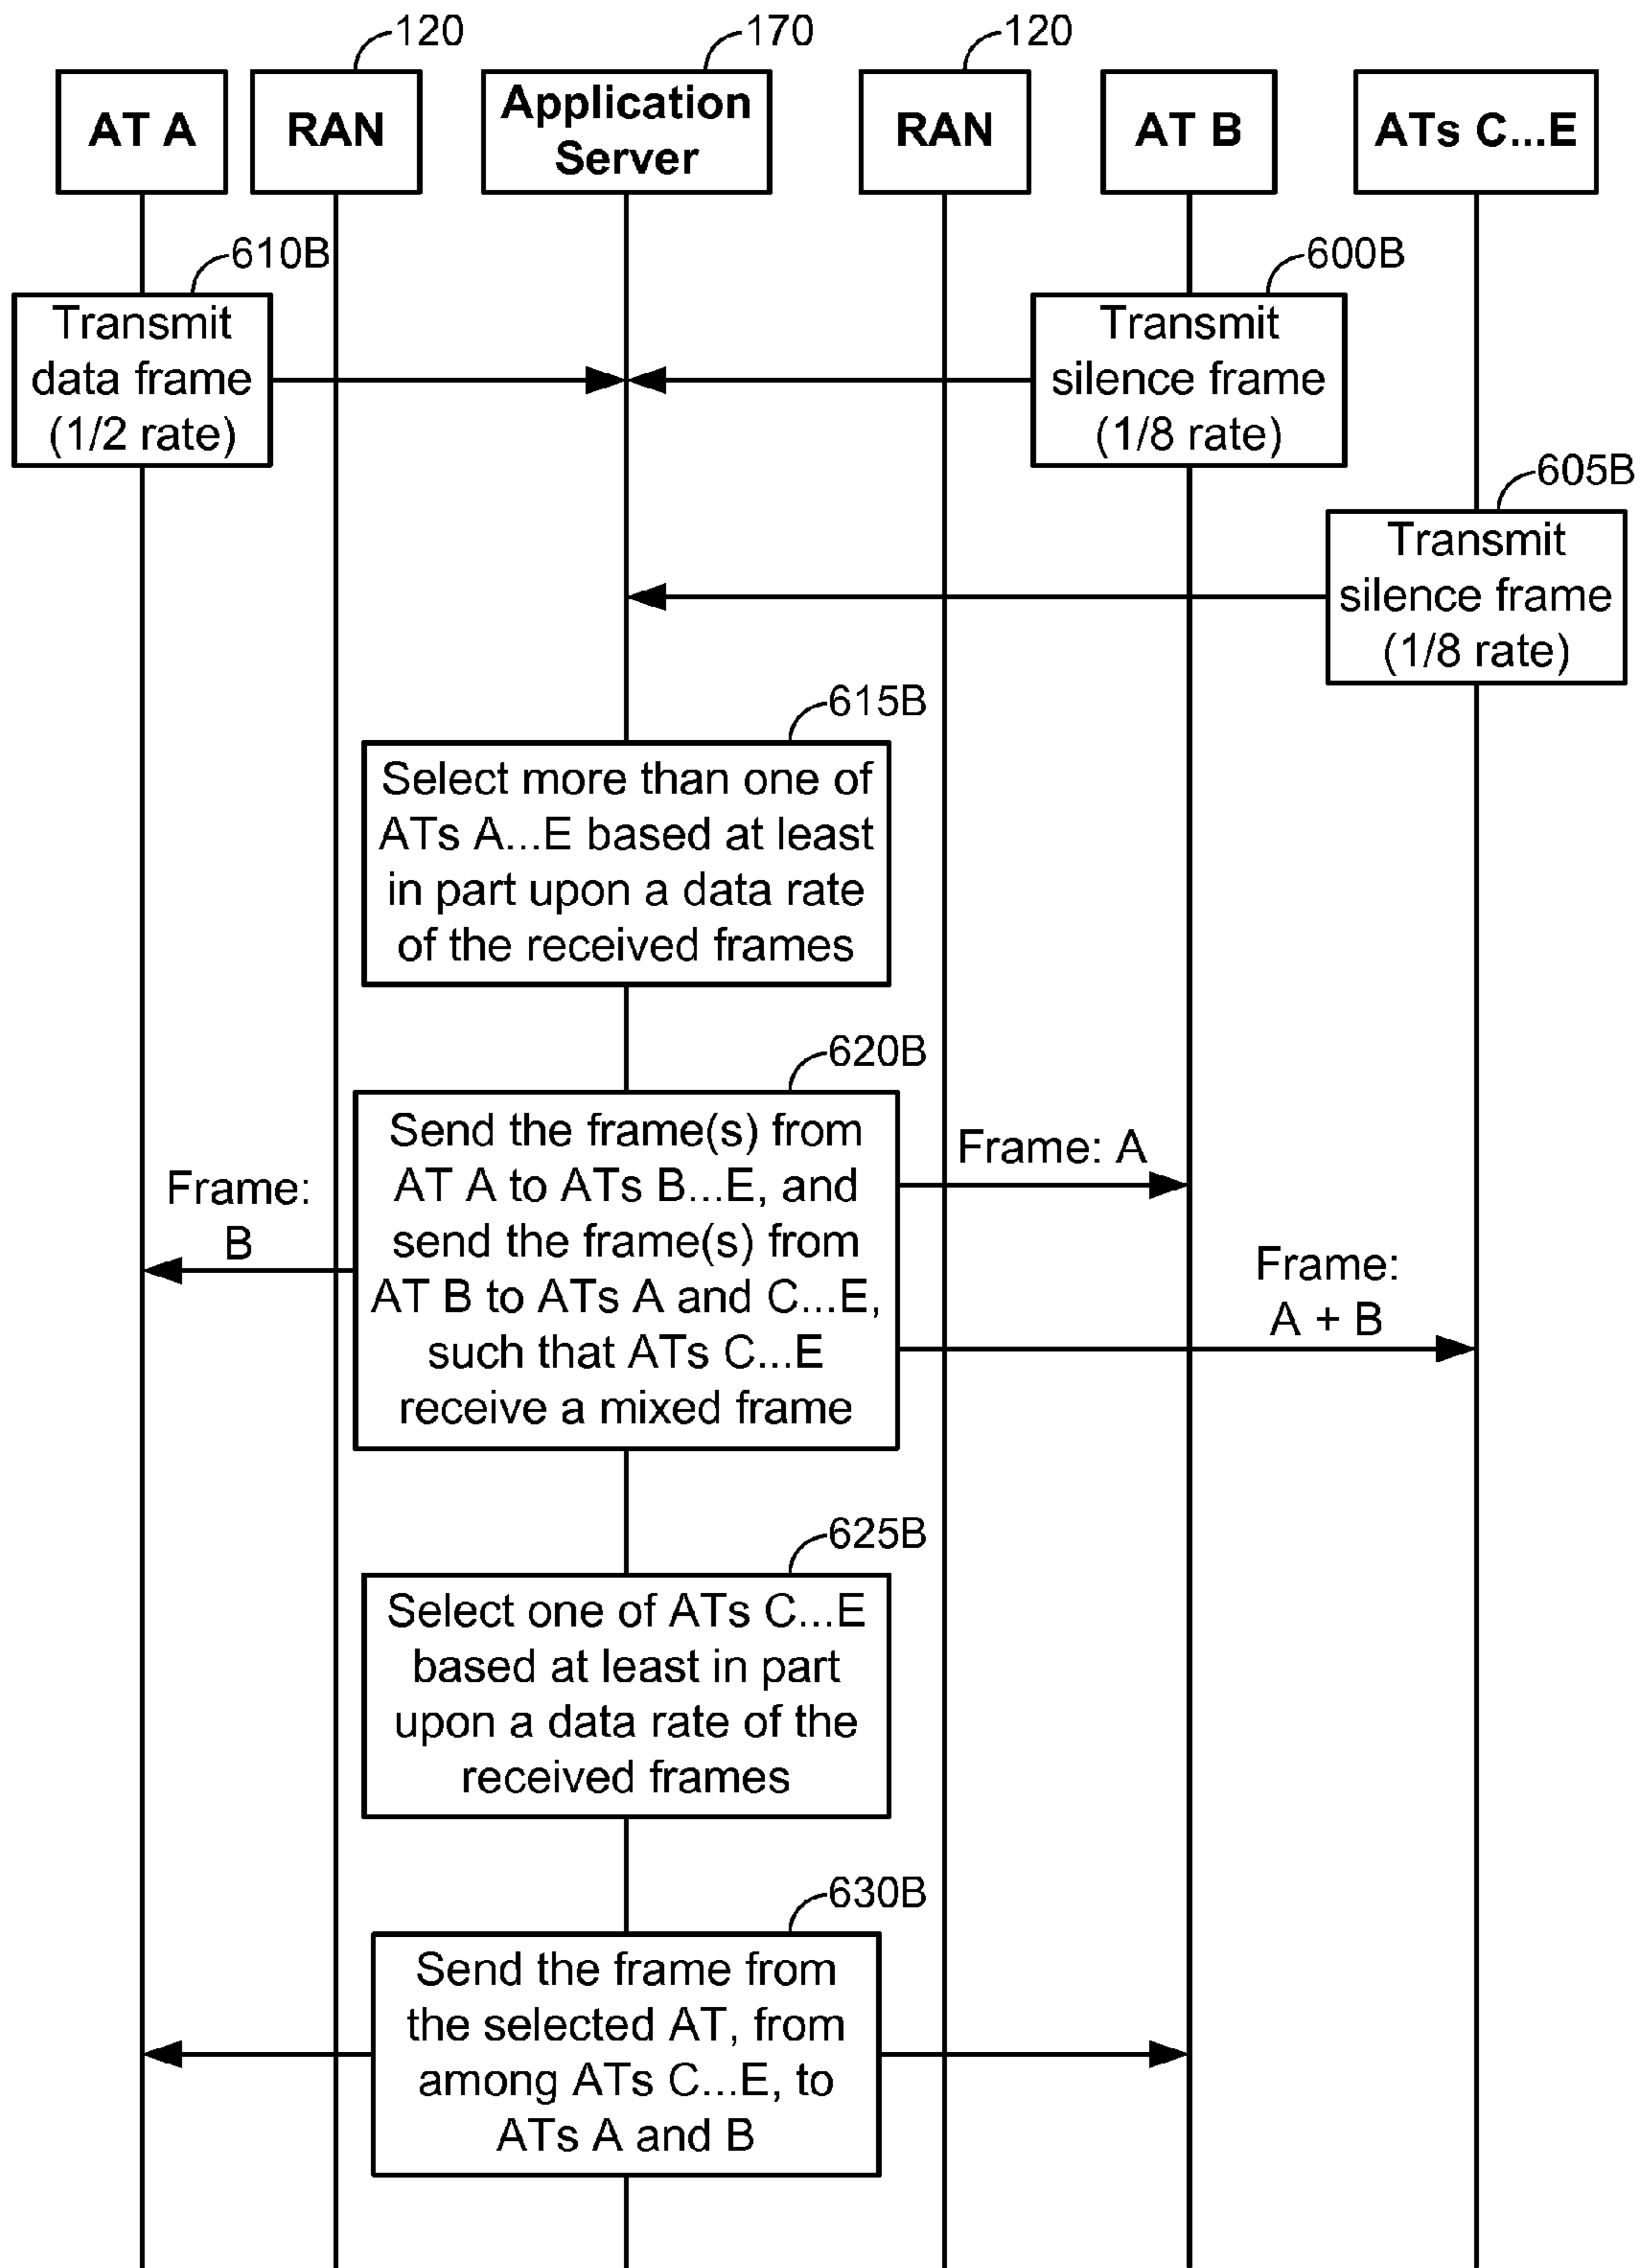 120
170
120
AT A
RAN
Application
Server
RAN
AT B
ATs C...E
610B
600B
Transmit
data frame
(1/2 rate)
Transmit
silence frame
(1/8 rate)
605B
Transmit
silence frame
(1/8 rate)
615B
Select more than one of
ATs A...E based at least
in part upon a data rate
of the received frames
620B
Send the frame(s) from
AT A to ATs B...E, and
send the frame(s) from
AT B to ATs A and C...E,
such that ATs C...E
receive a mixed frame
Frame: A
Frame:
B
Frame:
A + B
625B
Select one of ATs C...E
based at least in part
upon a data rate of the
received frames
630B
Send the frame from
the selected AT, from
among ATs C...E, to
ATs A and B